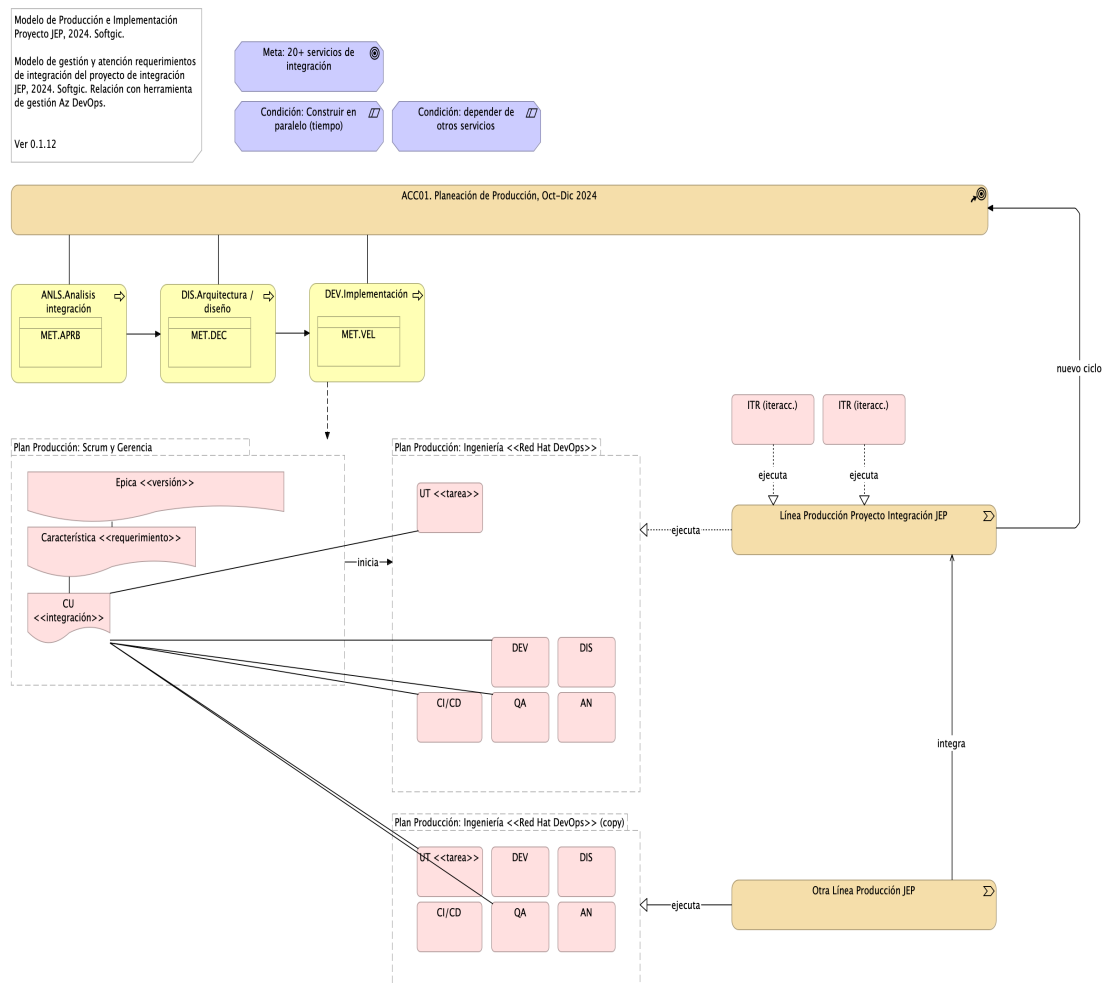 Modelo de Producción e Implementación
Proyecto JEP, 2024. Softgic.
Modelo de gestión y atención requerimientos
de integración del proyecto de integración
JEP, 2024. Softgic. Relación con herramienta
de gestión Az DevOps.
Ver 0.1.12
Meta: 20+ servicios de
integración
Condición: Construir en
paralelo (tiempo)
Condición: depender de
otros servicios
ACC01. Planeación de Producción, Oct-Dic 2024
ANLS.Analisis
integración
MET.APRB
DIS.Arquitectura /
diseño
MET.DEC
DEV.Implementación
MET.VEL
nuevo ciclo
ITR (iteracc.)
ITR (iteracc.)
ejecuta
ejecuta
Línea Producción Proyecto Integración JEP
Plan Producción: Scrum y Gerencia
Epica <<versión>>
Característica <<requerimiento>>
CU
<<integración>>
inicia
Plan Producción: Ingeniería <<Red Hat DevOps>>
UT <<tarea>>
ejecuta
DEV
DIS
CI/CD
QA
AN
integra
Plan Producción: Ingeniería <<Red Hat DevOps>> (copy)
UT <<tarea>>
DEV
DIS
CI/CD
QA
AN
ejecuta
Otra Línea Producción JEP